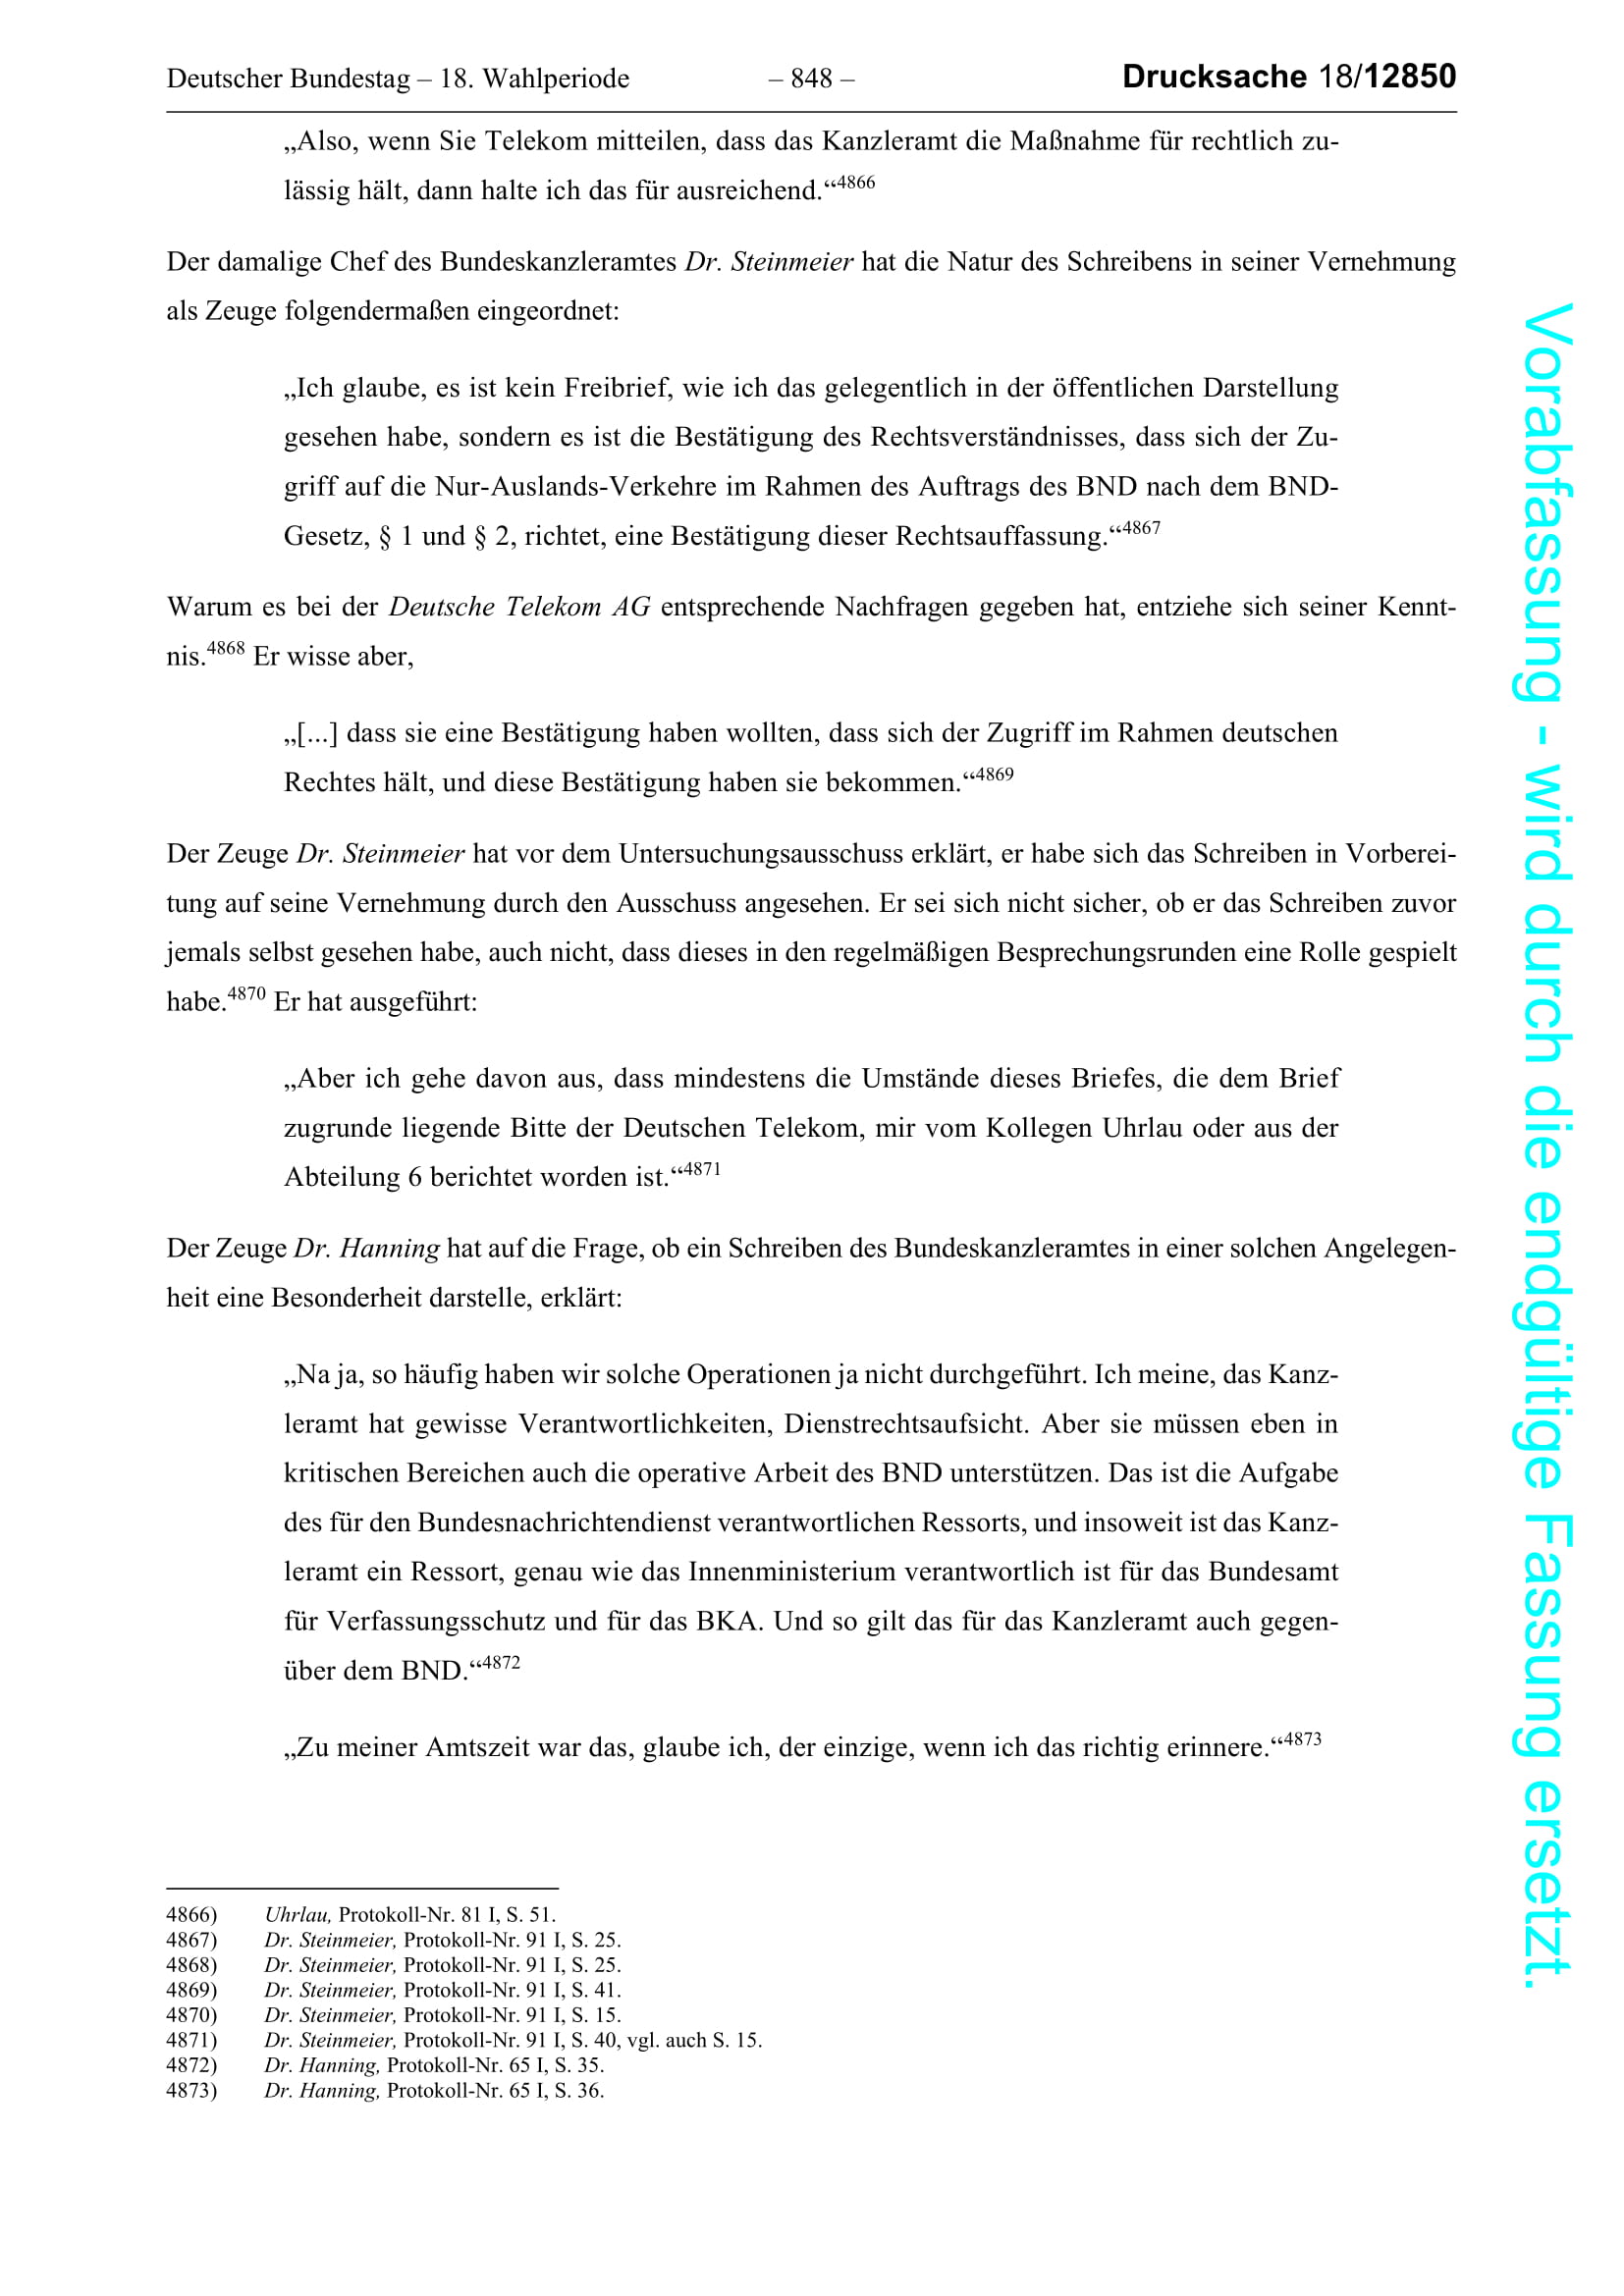 Deutscher Bundestag – 18. Wahlperiode – 848 – Drucksache 18/12850
„Also, wenn Sie Telekom mitteilen, dass das Kanzleramt die Maßnahme für rechtlich zu-
lässig hält, dann halte ich das für ausreichend.“4866
Der damalige Chef des Bundeskanzleramtes Dr. Steinmeier hat die Natur des Schreibens in seiner Vernehmung
als Zeuge folgendermaßen eingeordnet:
„Ich glaube, es ist kein Freibrief, wie ich das gelegentlich in der öffentlichen Darstellung
gesehen habe, sondern es ist die Bestätigung des Rechtsverständnisses, dass sich der Zu-
griff auf die Nur-Auslands-Verkehre im Rahmen des Auftrags des BND nach dem BND-
Gesetz, § 1 und § 2, richtet, eine Bestätigung dieser Rechtsauffassung.“4867
Warum es bei der Deutsche Telekom AG entsprechende Nachfragen gegeben hat, entziehe sich seiner Kennt-
nis.4868 Er wisse aber,
„[...] dass sie eine Bestätigung haben wollten, dass sich der Zugriff im Rahmen deutschen
Rechtes hält, und diese Bestätigung haben sie bekommen.“4869
Der Zeuge Dr. Steinmeier hat vor dem Untersuchungsausschuss erklärt, er habe sich das Schreiben in Vorberei-
tung auf seine Vernehmung durch den Ausschuss angesehen. Er sei sich nicht sicher, ob er das Schreiben zuvor
jemals selbst gesehen habe, auch nicht, dass dieses in den regelmäßigen Besprechungsrunden eine Rolle gespielt
habe.4870 Er hat ausgeführt:
„Aber ich gehe davon aus, dass mindestens die Umstände dieses Briefes, die dem Brief
zugrunde liegende Bitte der Deutschen Telekom, mir vom Kollegen Uhrlau oder aus der
Abteilung 6 berichtet worden ist.“4871
Der Zeuge Dr. Hanning hat auf die Frage, ob ein Schreiben des Bundeskanzleramtes in einer solchen Angelegen-
heit eine Besonderheit darstelle, erklärt:
„Na ja, so häufig haben wir solche Operationen ja nicht durchgeführt. Ich meine, das Kanz-
leramt hat gewisse Verantwortlichkeiten, Dienstrechtsaufsicht. Aber sie müssen eben in
kritischen Bereichen auch die operative Arbeit des BND unterstützen. Das ist die Aufgabe
des für den Bundesnachrichtendienst verantwortlichen Ressorts, und insoweit ist das Kanz-
leramt ein Ressort, genau wie das Innenministerium verantwortlich ist für das Bundesamt
für Verfassungsschutz und für das BKA. Und so gilt das für das Kanzleramt auch gegen-
über dem BND.“4872
„Zu meiner Amtszeit war das, glaube ich, der einzige, wenn ich das richtig erinnere.“4873
4866) Uhrlau, Protokoll-Nr. 81 I, S. 51.
4867) Dr. Steinmeier, Protokoll-Nr. 91 I, S. 25.
4868) Dr. Steinmeier, Protokoll-Nr. 91 I, S. 25.
4869) Dr. Steinmeier, Protokoll-Nr. 91 I, S. 41.
4870) Dr. Steinmeier, Protokoll-Nr. 91 I, S. 15.
4871) Dr. Steinmeier, Protokoll-Nr. 91 I, S. 40, vgl. auch S. 15.
4872) Dr. Hanning, Protokoll-Nr. 65 I, S. 35.
4873) Dr. Hanning, Protokoll-Nr. 65 I, S. 36.
Vorabfassung - wird durch die endgültige Fassung ersetzt.